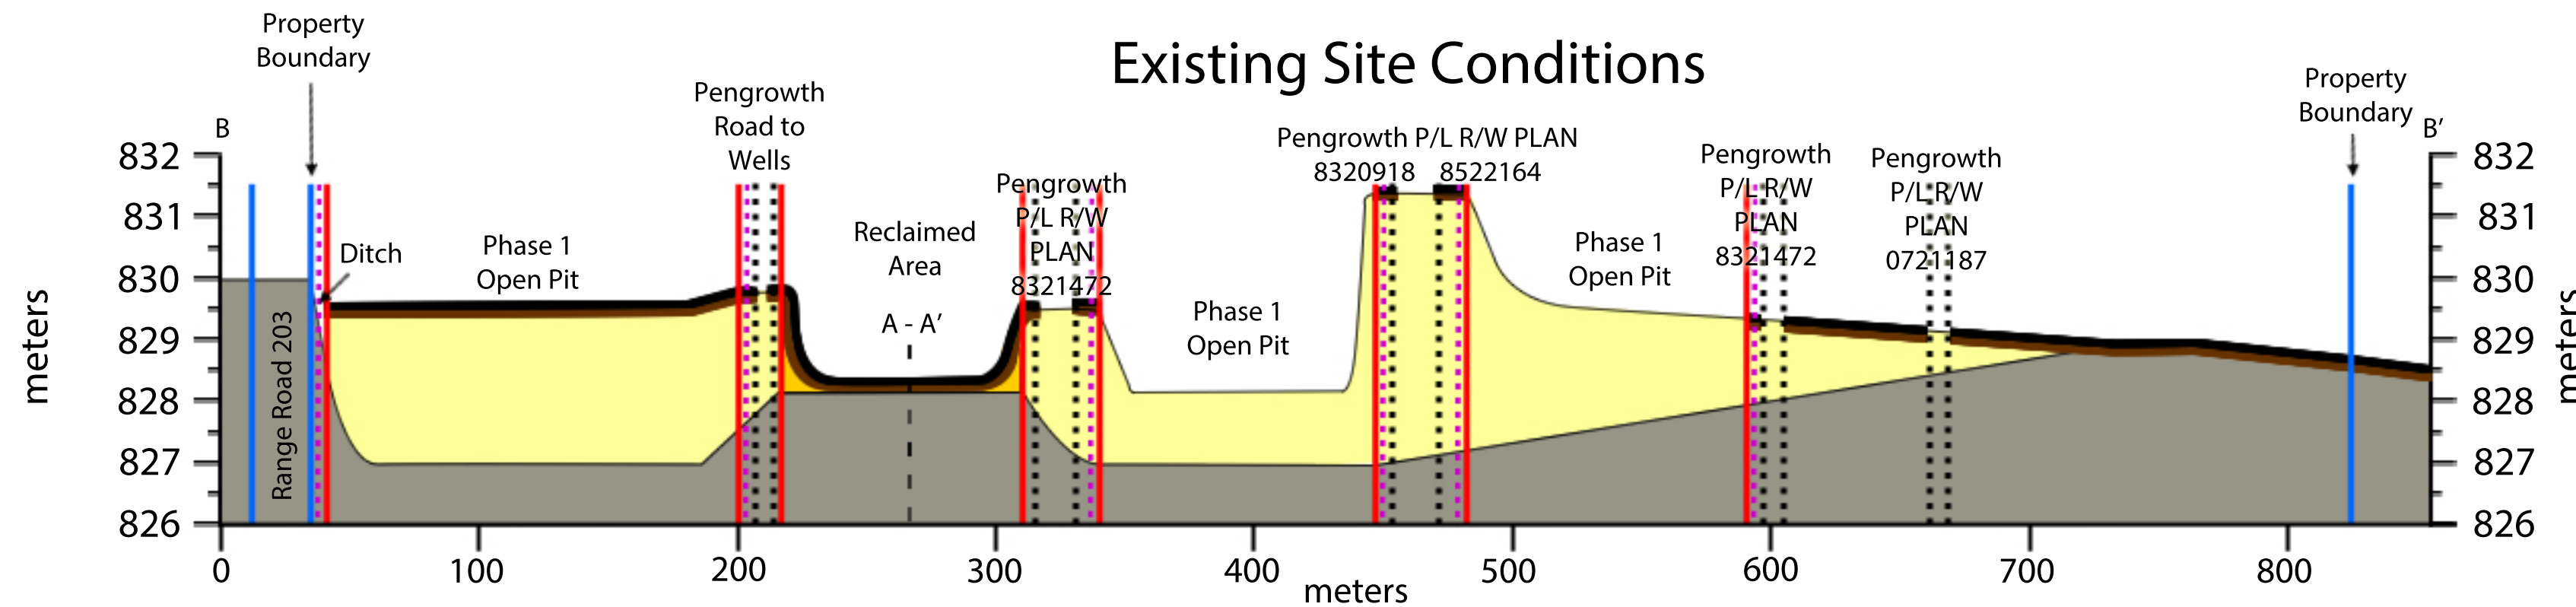 Existing Site Conditions
Property
Boundary
B
Pengrowth
Road to
Wells
Ditch
Phase 1
Open Pit
Reclaimed
Area
A - A’
Pengrowth
P/L R/W
PLAN
8321472
Phase 1
Open Pit
Pengrowth P/L R/W PLAN
8320918 8522164
Phase 1
Open Pit
Pengrowth
P/L R/W
PLAN
8321472
Pengrowth
P/L R/W
PLAN
0721187
Property
Boundary
B’
Range Road 203
meters
832
831
830
829
828
827
826
832
831
830
829
828
827
826
meters
0 100 200 300 400 500 600 700 800
meters